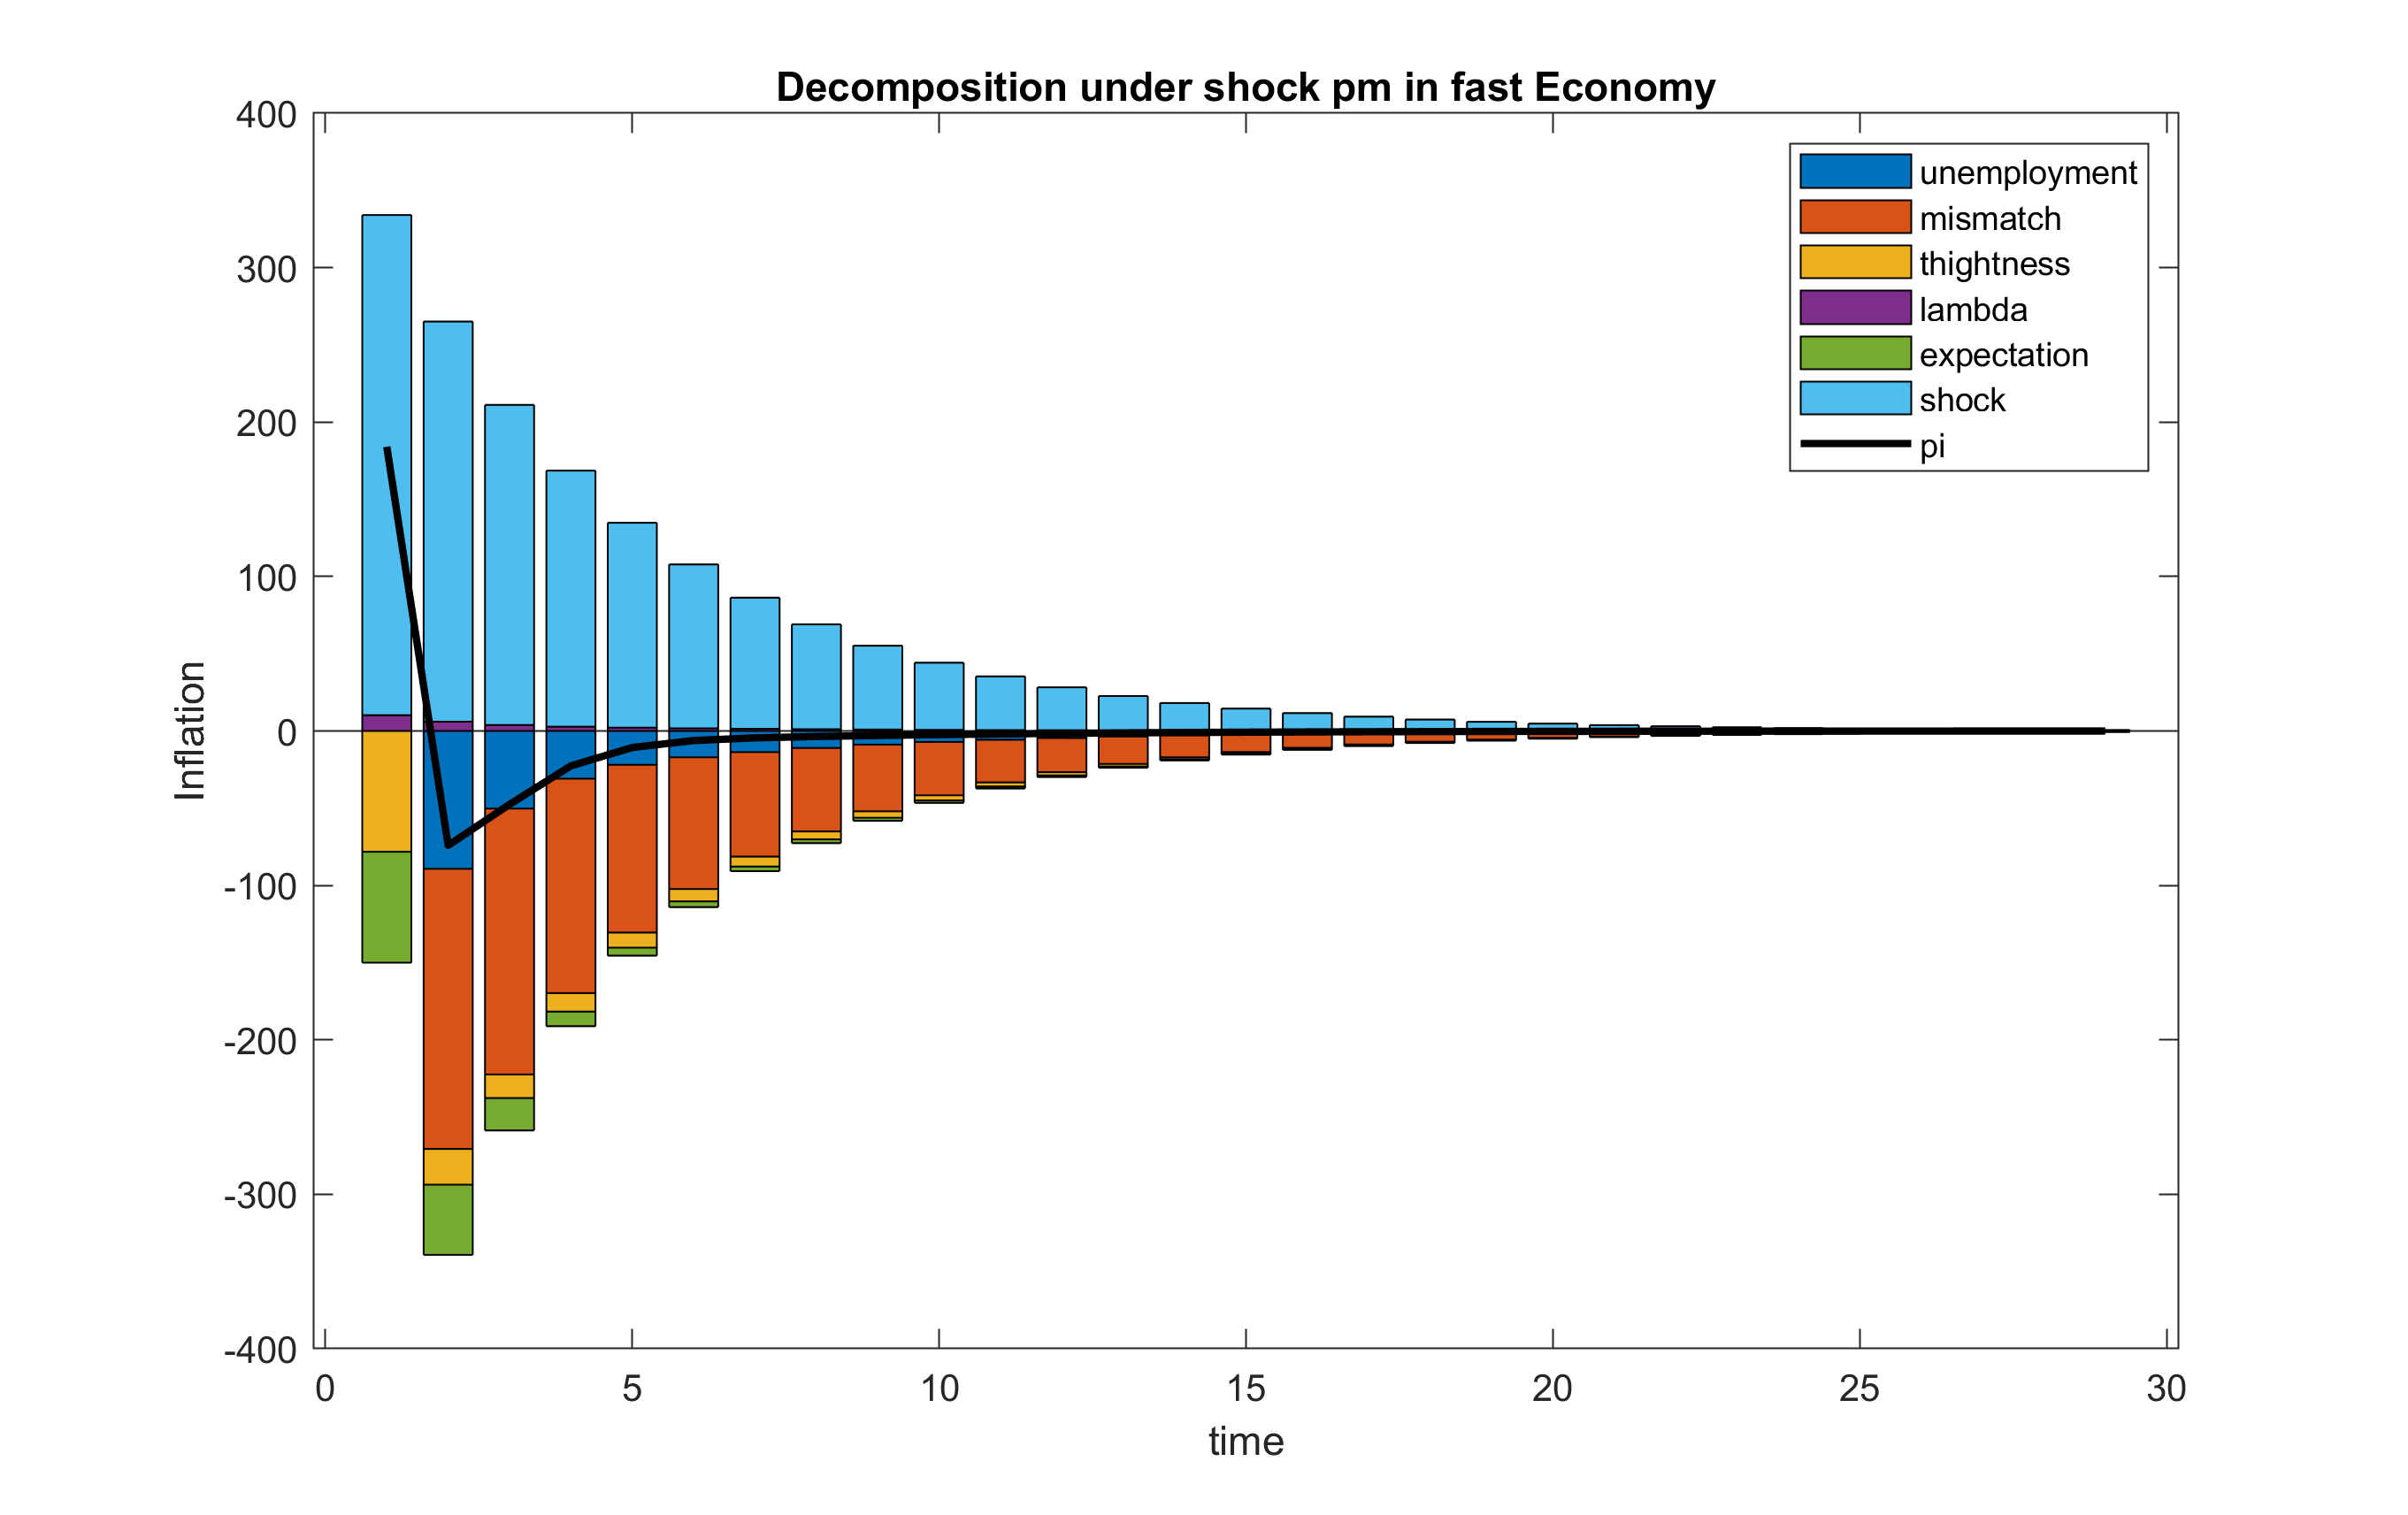 Decomposition under shock pm in fast Economy
400
300
200
100
0
-100
-200
-300
-400
Inflation
0 5 10 15 20 25 30
time
unemployment
mismatch
thightness
lambda
expectation
shock
pi